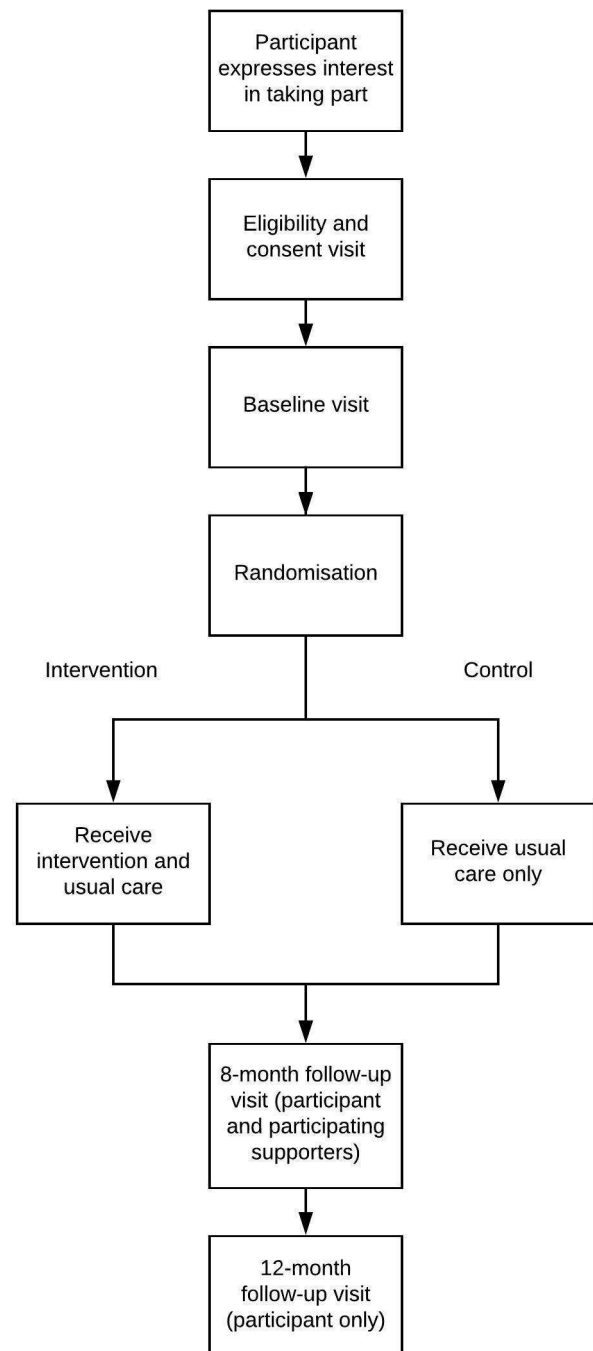 Participant
expresses interest
in taking part
Eligibility and
consent visit
Baseline visit
Randomisation
Intervention
Control
Receive
intervention and
usual care
Receive usual
care only
8-month follow-up
visit (participant
and participating
supporters)
12-month
follow-up visit
(participant only)